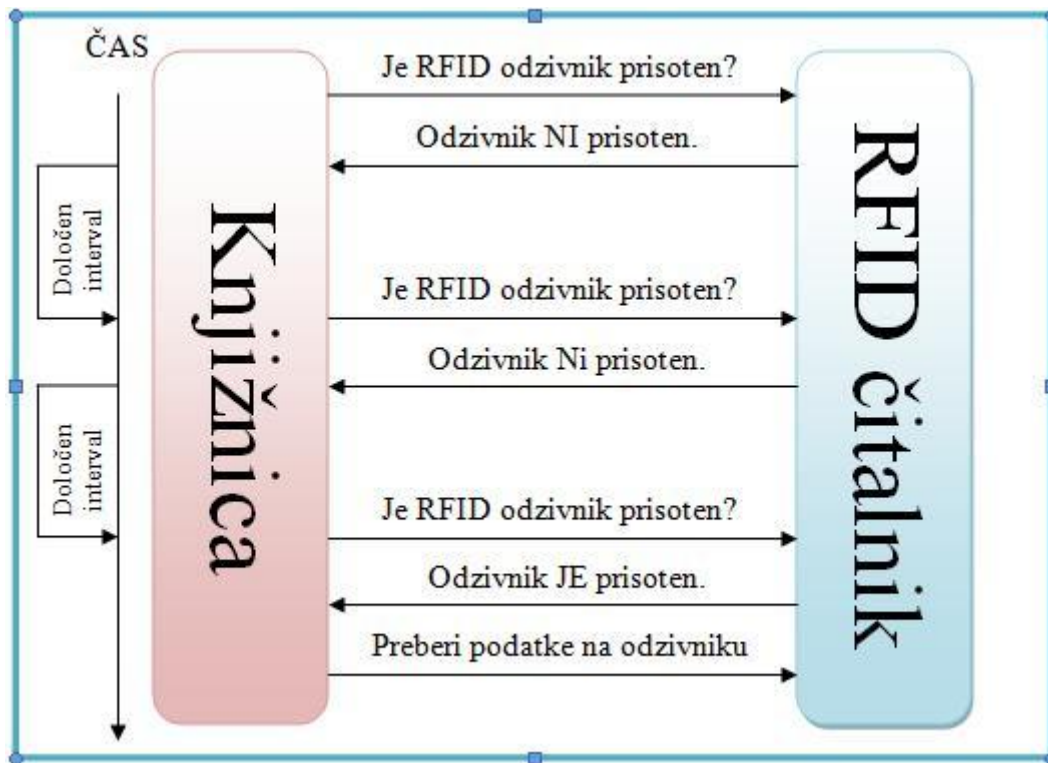 ČAS
Je RFID odzivnik prisoten?
Odzivnik NI prisoten.
Določen
interval
Je RFID odzivnik prisoten?
Odzivnik Ni prisoten.
Določen
interval
Je RFID odzivnik prisoten?
Odzivnik JE prisoten.
Preberi podatke na odzivniku
Knjižnica
RFID čitalnik